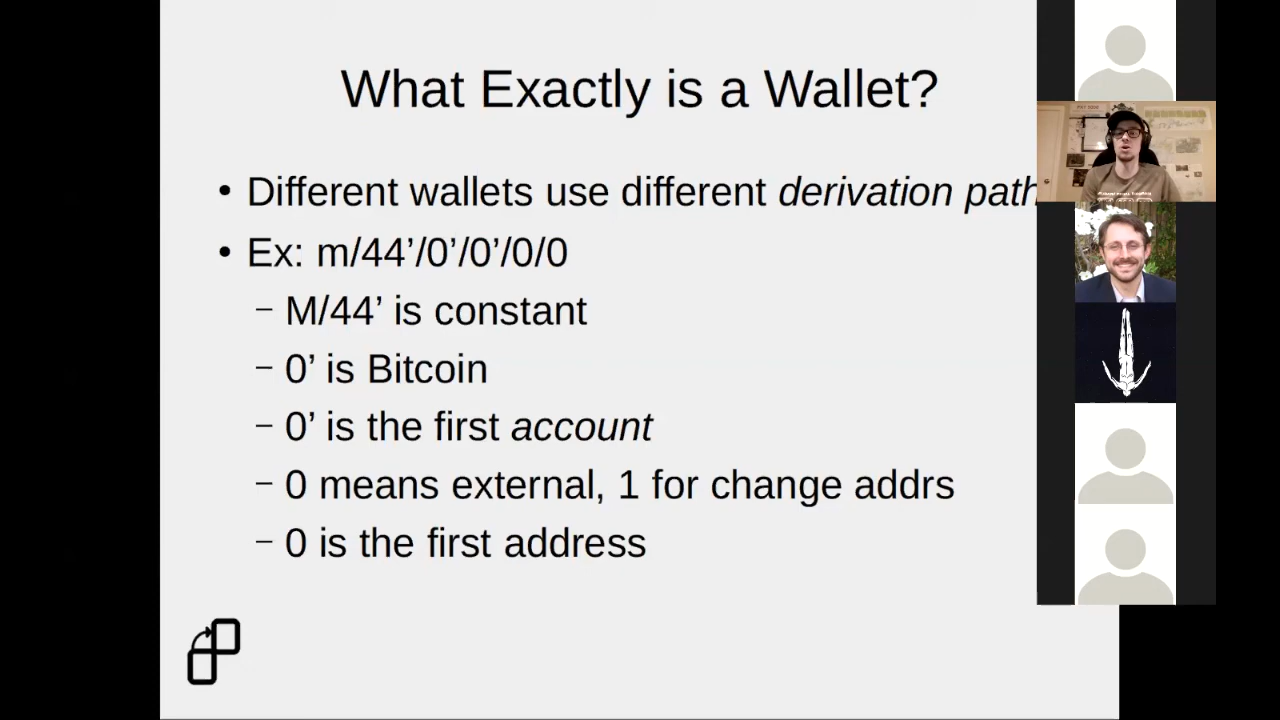 What Exactly is a Wallet?
• Different wallets use different derivation path
• Ex: m/44’/0’/0’/0/0
– M/44’ is constant
– 0’ is Bitcoin
– 0’ is the first account
– 0 means external, 1 for change addrs
– 0 is the first address